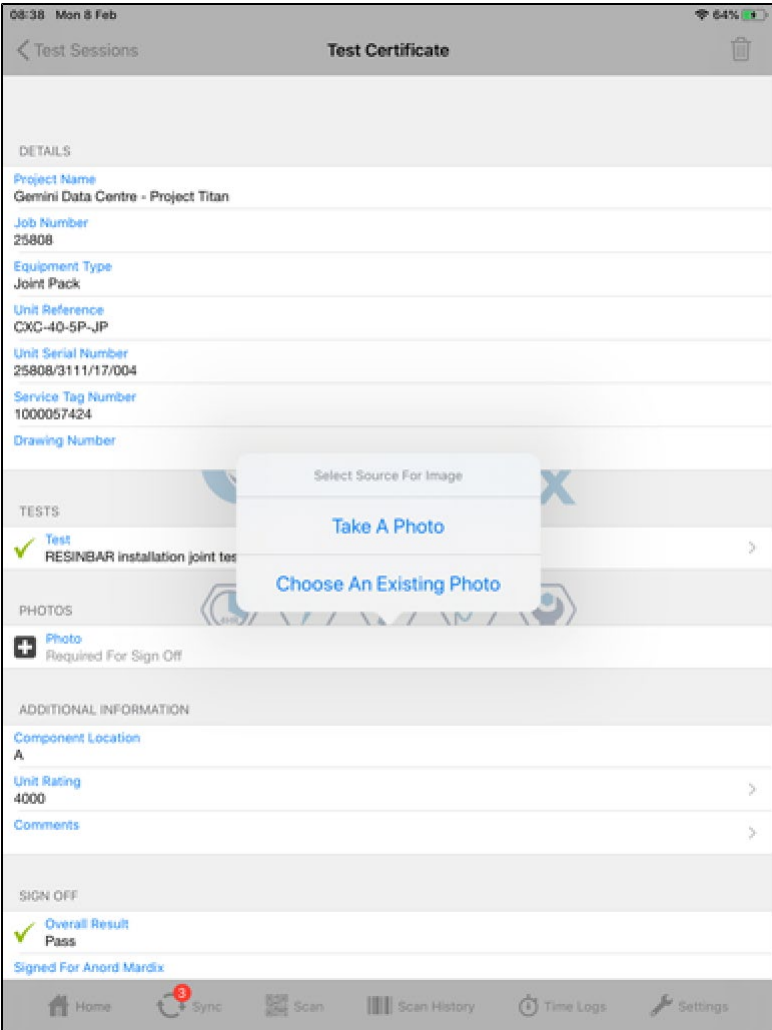 08:38 Mon 8 Feb
64%
Test Sessions
Test Certificate
DETAILS
Project Name
Gemini Data Centre - Project Titan
Job Number
25808
Equipment Type
Joint Pack
Unit Reference
CXC-40-5P-JP
Unit Serial Number
25808/3111/17/004
Service Tag Number
1000057424
Drawing Number
Select Source For Image
Take A Photo
Choose An Existing Photo
TESTS
Test
RESINBAR installation joint tes
PHOTOS
Photo
Required For Sign Off
ADDITIONAL INFORMATION
Component Location
A
Unit Rating
4000
Comments
SIGN OFF
Overall Result
Pass
Signed For Anord Mardix
3
Home
Sync
Scan
Scan History
Time Logs
Settings